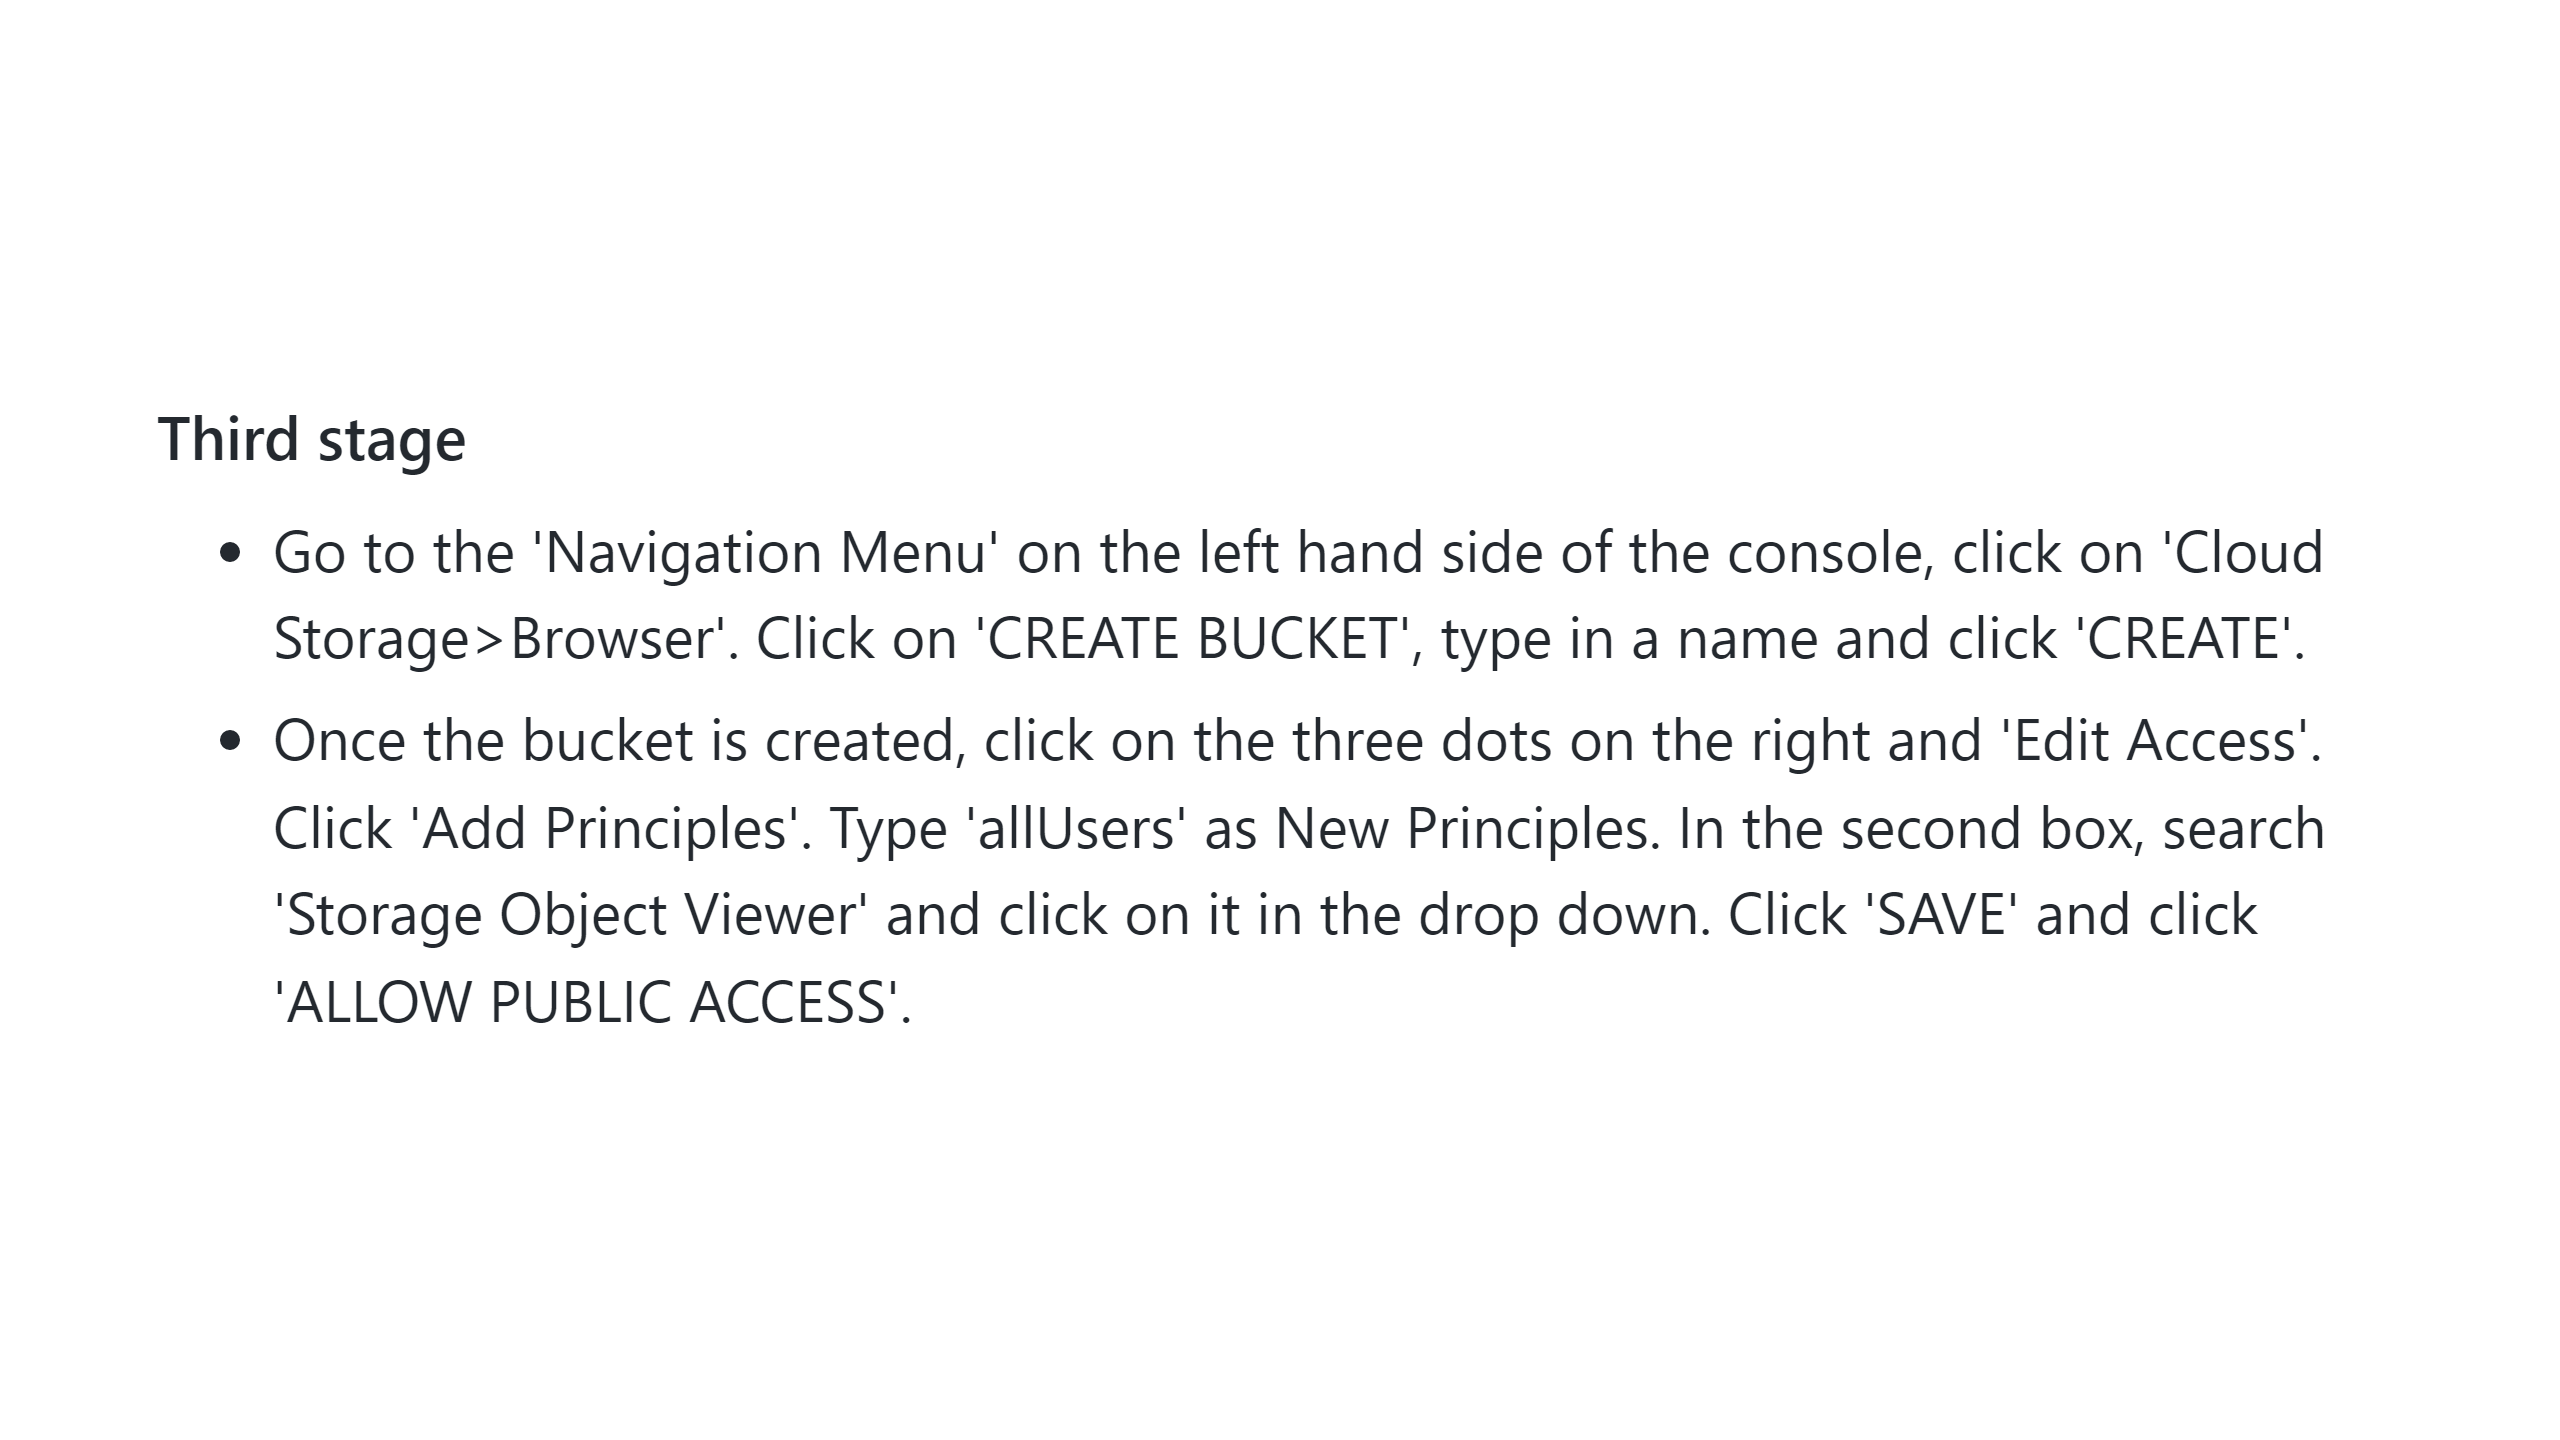 Third stage
• Go to the 'Navigation Menu' on the left hand side of the console, click on 'Cloud
Storage>Browser'. Click on 'CREATE BUCKET', type in a name and click 'CREATE'.
• Once the bucket is created, click on the three dots on the right and 'Edit Access'.
Click 'Add Principles'. Type 'allUsers' as New Principles. In the second box, search
'Storage Object Viewer' and click on it in the drop down. Click 'SAVE' and click
'ALLOW PUBLIC ACCESS'.